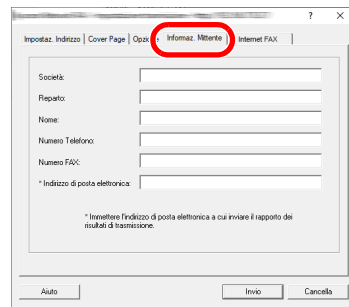 Impostaz. Indirizzo Cover Page Informaz. Mittente Internet FAX
Società:
Reparto:
Nome:
Numero Telefono:
Numero FAX:
* Indirizzo di posta elettronica:
* Immettere l'indirizzo di posta elettronica a cui inviare il rapporto dei
risultati di trasmissione.
Aiuto Invio Cancella